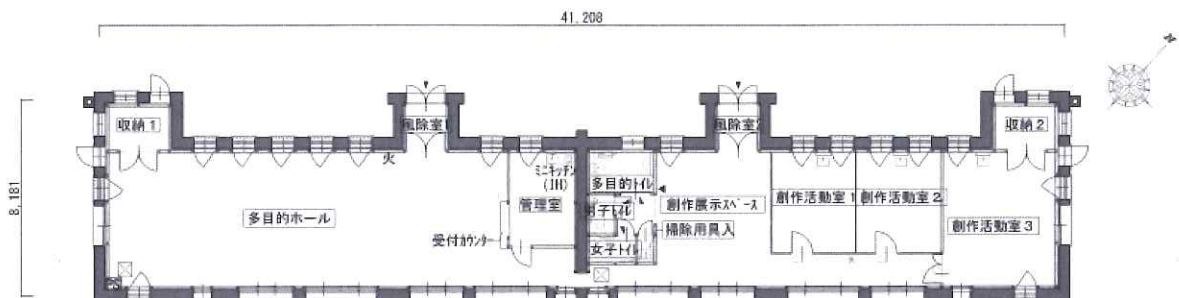 41,208
8,181
N
収納1
風除室1
風除室2
収納2
火
ミニキッチン
(IH)
管理室
受付カウンター
多目的ホール
多目的トイレ
男子トイレ
女子トイレ
創作展示スペース
掃除用具入
創作活動室1
創作活動室2
創作活動室3